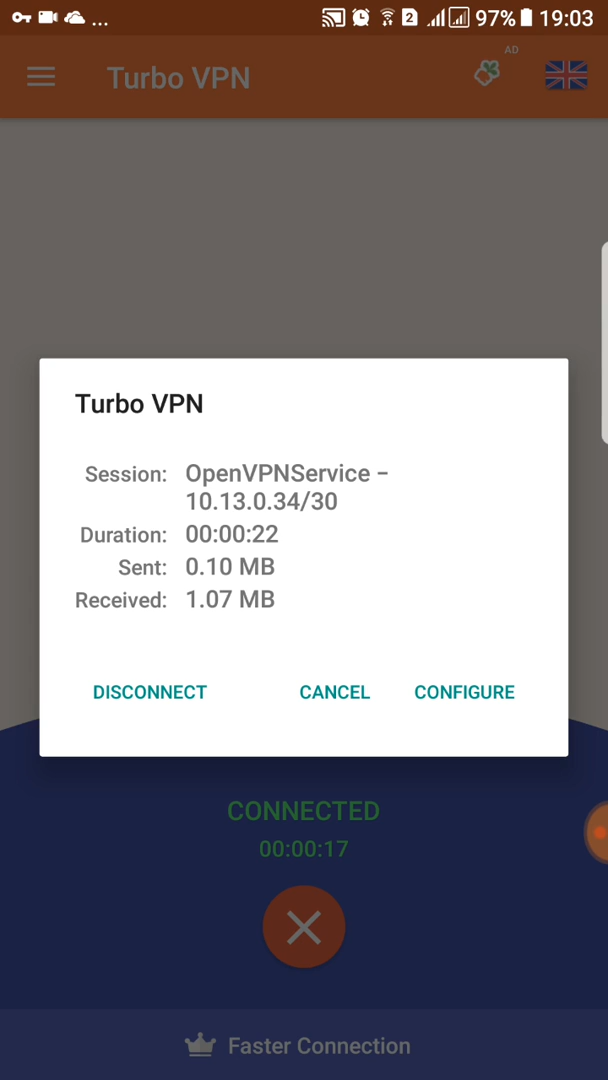 ... 2 97% 19:03
Turbo VPN AD
Turbo VPN
Session: OpenVPNService –
10.13.0.34/30
Duration: 00:00:22
Sent: 0.10 MB
Received: 1.07 MB
DISCONNECT CANCEL CONFIGURE
CONNECTED
00:00:17
Faster Connection